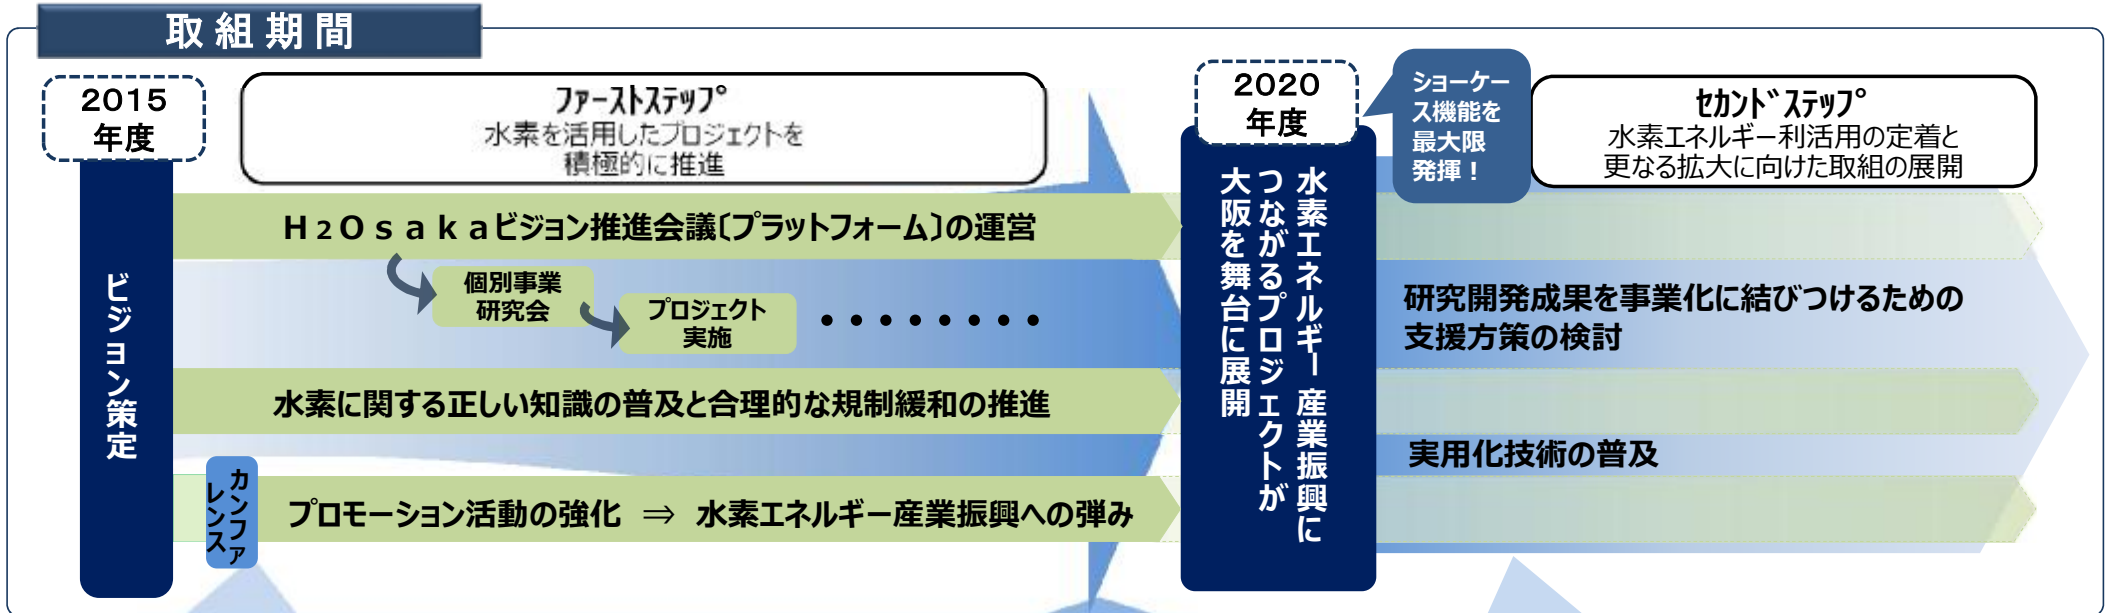 取組期間
2015
年度
ビジョン策定
ファーストステップ
水素を活用したプロジェクトを
積極的に推進
H2Osakaビジョン推進会議〔プラットフォーム〕の運営
個別事業
研究会
プロジェクト
実施
・・・・・・・・
水素に関する正しい知識の普及と合理的な規制緩和の推進
カンファ
レンス
プロモーション活動の強化 ⇒ 水素エネルギー産業振興への弾み
2020
年度
水素エネルギー産業振興に
つながるプロジェクトが
大阪を舞台に展開
ショーケー
ス機能を
最大限
発揮!
セカンドステップ
水素エネルギー利活用の定着と
更なる拡大に向けた取組の展開
研究開発成果を事業化に結びつけるための
支援方策の検討
実用化技術の普及